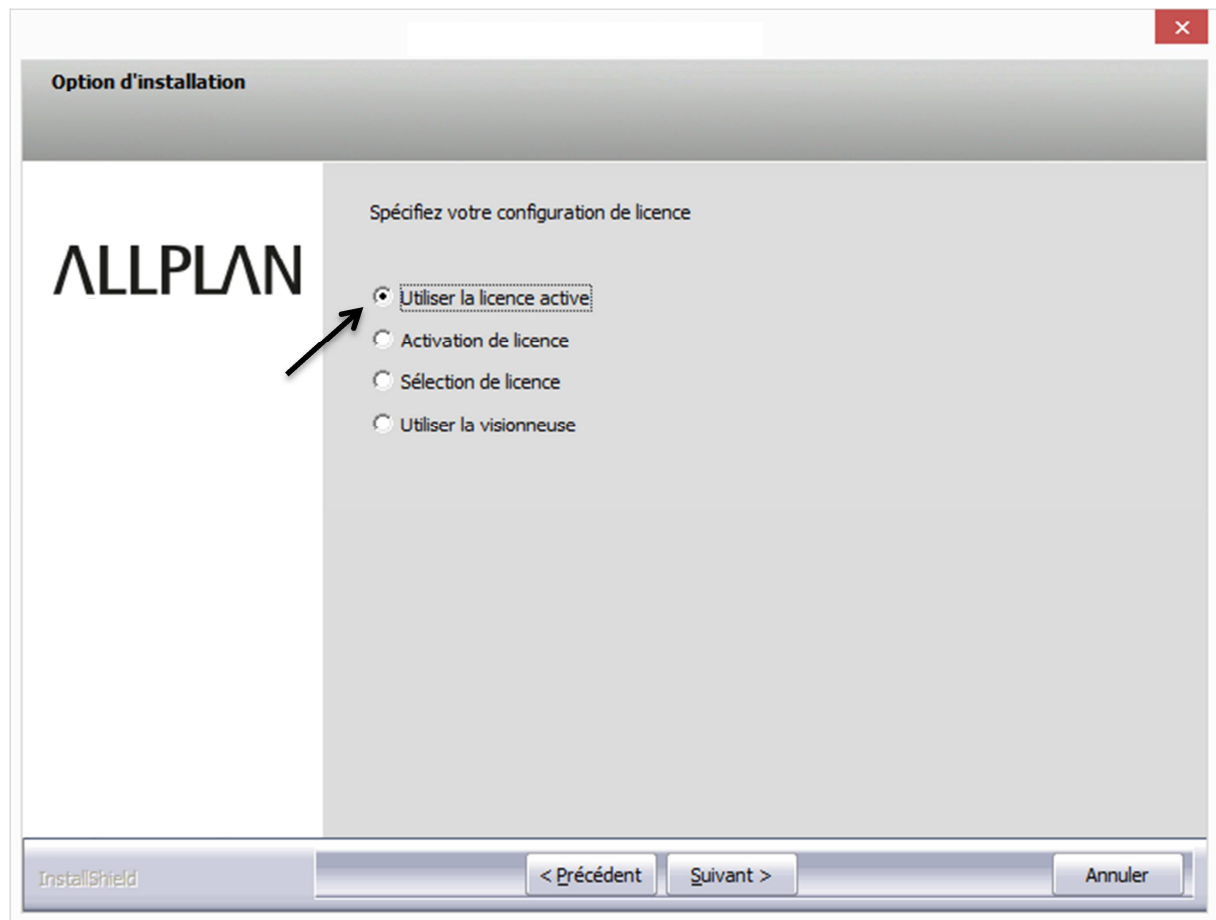 Option d'installation
Spécifiez votre configuration de licence
ALLPLAN
Utiliser la licence active
Activation de licence
Sélection de licence
Utiliser la visionneuse
InstallShield
< Précédent
Suivant >
Annuler